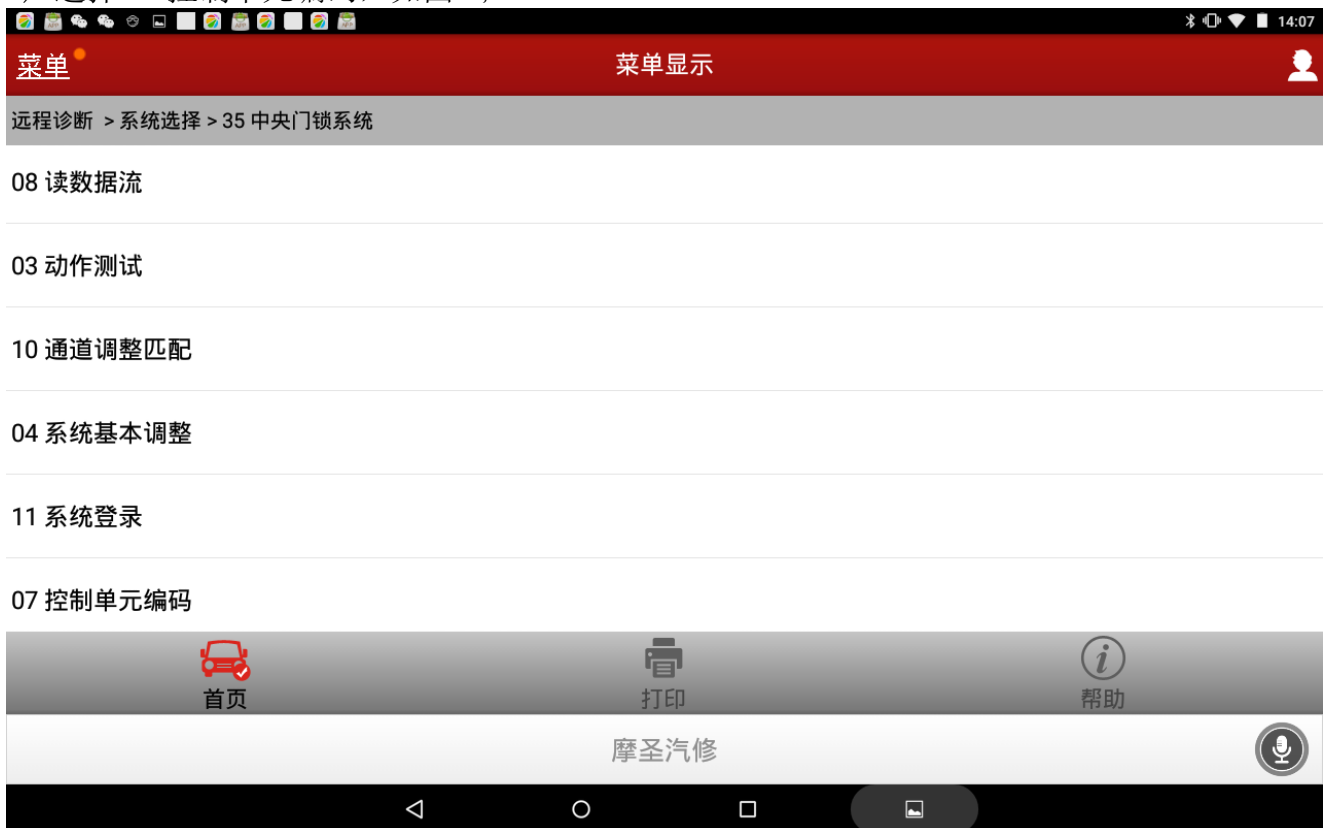 14:07
菜单
菜单显示
远程诊断 > 系统选择 > 35 中央门锁系统
08 读数据流
03 动作测试
10 通道调整匹配
04 系统基本调整
11 系统登录
07 控制单元编码
首页
打印
帮助
摩圣汽修